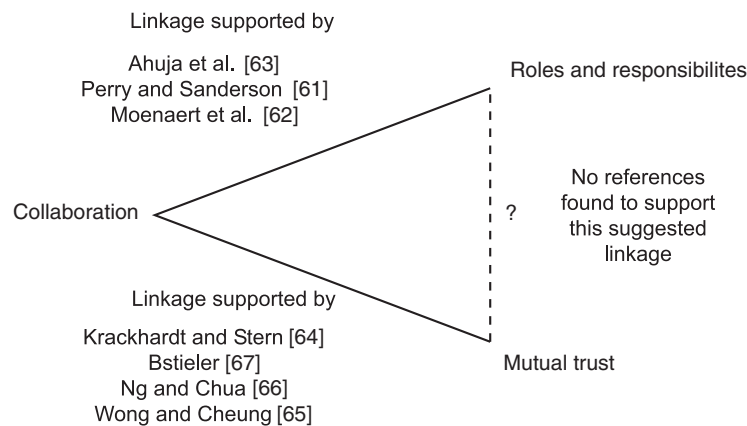 Linkage supported by
Ahuja et al. [63]
Perry and Sanderson [61]
Moenaert et al. [62]
Roles and responsibilites
Collaboration
?
No references
found to support
this suggested
linkage
Linkage supported by
Krackhardt and Stern [64]
Bstieler [67]
Ng and Chua [66]
Wong and Cheung [65]
Mutual trust